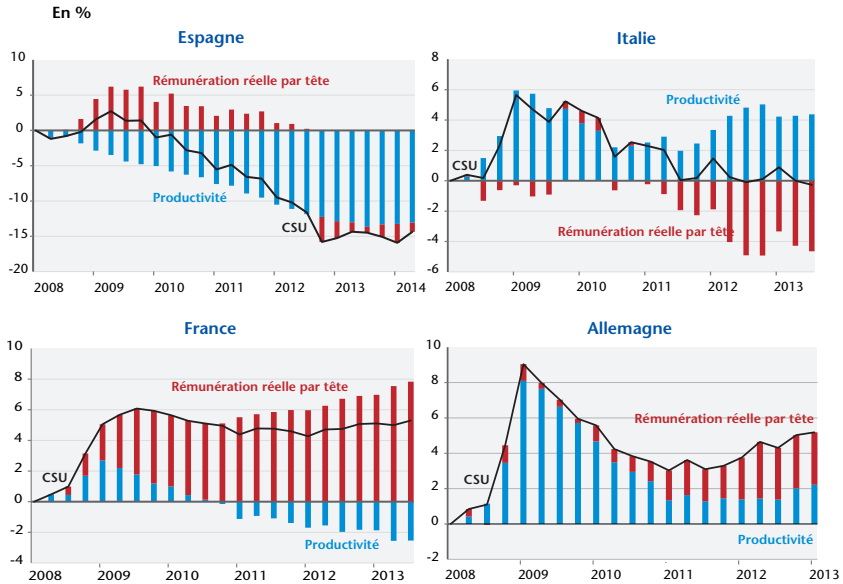 En %
Espagne
10
5
0
-5
-10
-15
-20
Rémunération réelle par tête
Productivité
CSU
2008 2009 2010 2011 2012 2013 2014
Italie
8
6
4
2
0
-2
-4
-6
Productivité
CSU
Rémunération réelle par tête
2008 2009 2010 2011 2012 2013
France
10
8
6
4
2
0
-2
-4
Rémunération réelle par tête
CSU
Productivité
2008 2009 2010 2011 2012 2013
Allemagne
10
8
6
4
2
0
-2
Rémunération réelle par tête
CSU
Productivité
2008 2009 2010 2011 2012 2013